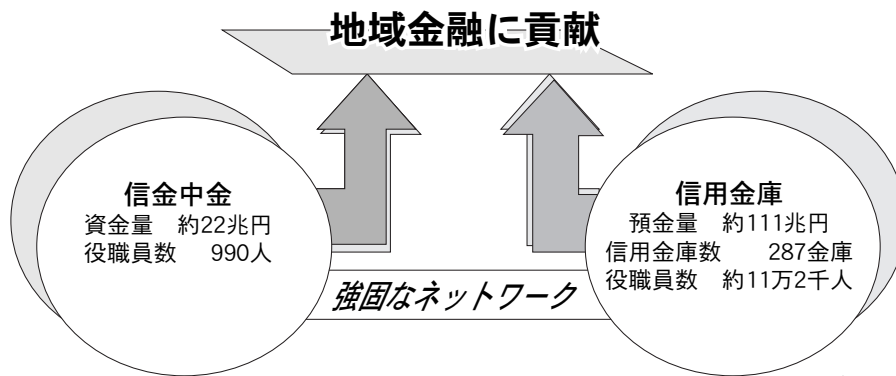 地域金融に貢献
信金中金
資金量 約22兆円
役職員数 990人
信用金庫
預金量 約111兆円
信用金庫数 287金庫
役職員数 約11万2千人
強固なネットワーク